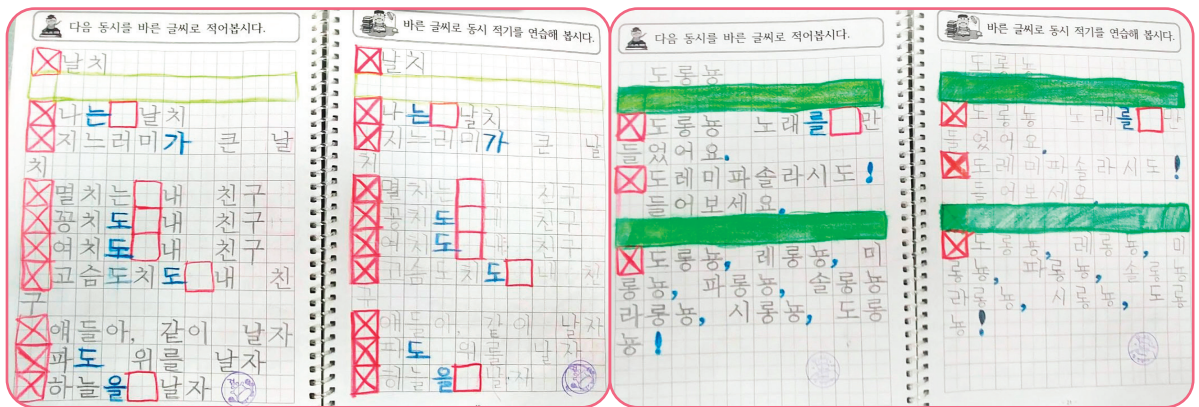 다음 동시를 바른 글씨로 적어봅시다.
날치
나는 날치
지느러미가 큰 날
치
멸치는 내 친구
꽁치도 내 친구
여치도 내 친구
고슴도치도 내 친
구
얘들아, 같이 날자
파도 위를 날자
하늘을 날자
바른 글씨로 동시 적기를 연습해 봅시다.
날치
나는 날치
지느러미가 큰 날
치
멸치는 내 친구
꽁치도 내 친구
여치도 내 친구
고슴도치도 내 친
구
얘들아, 같이 날자
파도 위를 날자
하늘을 날자
다음 동시를 바른 글씨로 적어봅시다.
도롱뇽
도롱뇽 노래를 만
들었어요.
도레미파솔라시도!
들어보세요.
도롱뇽, 레롱뇽, 미
롱뇽, 파롱뇽, 솔롱뇽
라롱뇽, 시롱뇽, 도롱
뇽!
바른 글씨로 동시 적기를 연습해 봅시다.
도롱뇽
도롱뇽 노래를 만
들었어요.
도레미파솔라시도!
들어보세요.
도롱뇽, 레롱뇽, 미
롱뇽, 파롱뇽, 솔롱뇽
라롱뇽, 시롱뇽, 도롱
뇽!